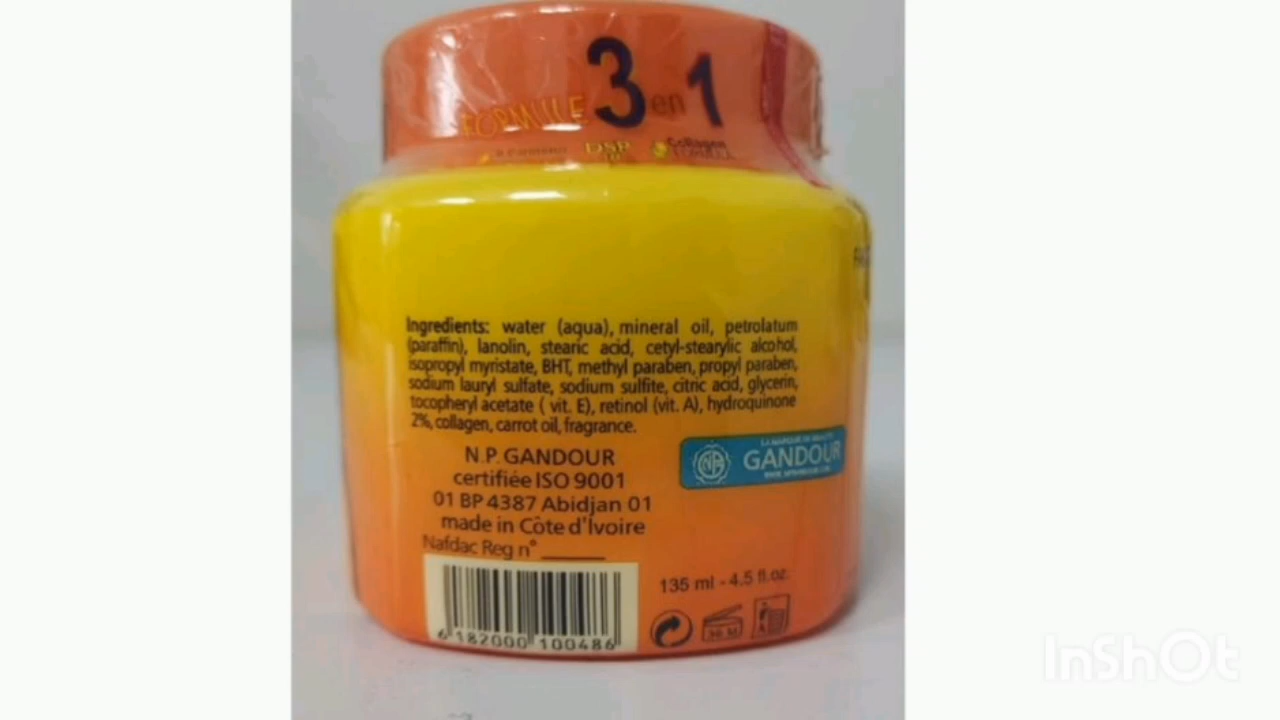 FORMULE 3 en 1
DSP
Collagen
Ingredients: water (aqua), mineral oil, petrolatum
(paraffin), lanolin, stearic acid, cetyl-stearylic alcohol,
isopropyl myristate, BHT, methyl paraben, propyl paraben,
sodium lauryl sulfate, sodium sulfite, citric acid, glycerin,
tocopheryl acetate ( vit. E), retinol (vit. A), hydroquinone
2%, collagen, carrot oil, fragrance.
N.P. GANDOUR
certifiée ISO 9001
01 BP 4387 Abidjan 01
made in Côte d'Ivoire
Nafdac Reg n° ______
GANDOUR
135 ml - 4.5 fl.oz.
6 182000 100486
InShOt